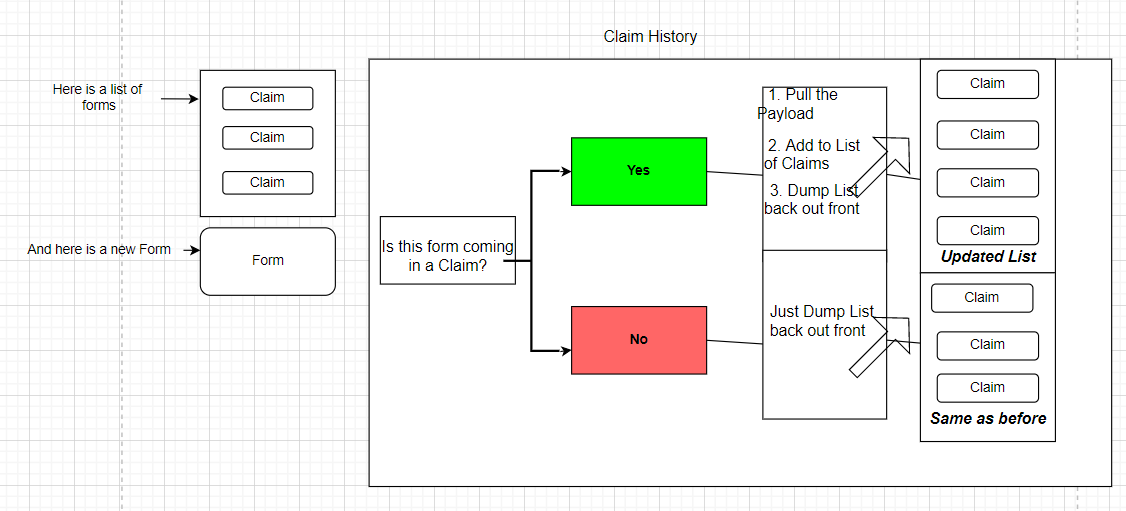 Claim History
Here is a list of
forms
Claim
Claim
Claim
And here is a new Form
Form
Is this form coming
in a Claim?
Yes
No
1. Pull the
Payload
2. Add to List
of Claims
3. Dump List
back out front
Just Dump List
back out front
Claim
Claim
Claim
Claim
Updated List
Claim
Claim
Claim
Same as before